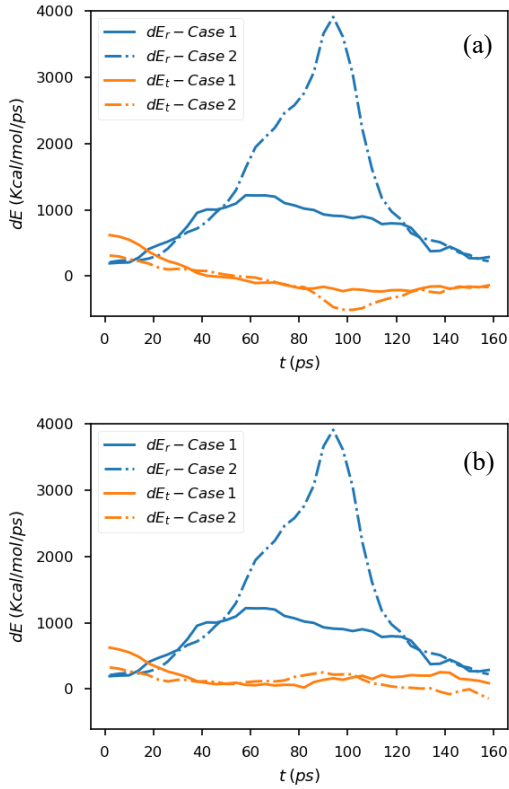 (a)
dEr − Case 1
dEr − Case 2
dEt − Case 1
dEt − Case 2
4000
3000
2000
1000
0
dE (Kcal/mol/ps)
0 20 40 60 80 100 120 140 160
t (ps)
(b)
dEr − Case 1
dEr − Case 2
dEt − Case 1
dEt − Case 2
4000
3000
2000
1000
0
dE (Kcal/mol/ps)
0 20 40 60 80 100 120 140 160
t (ps)